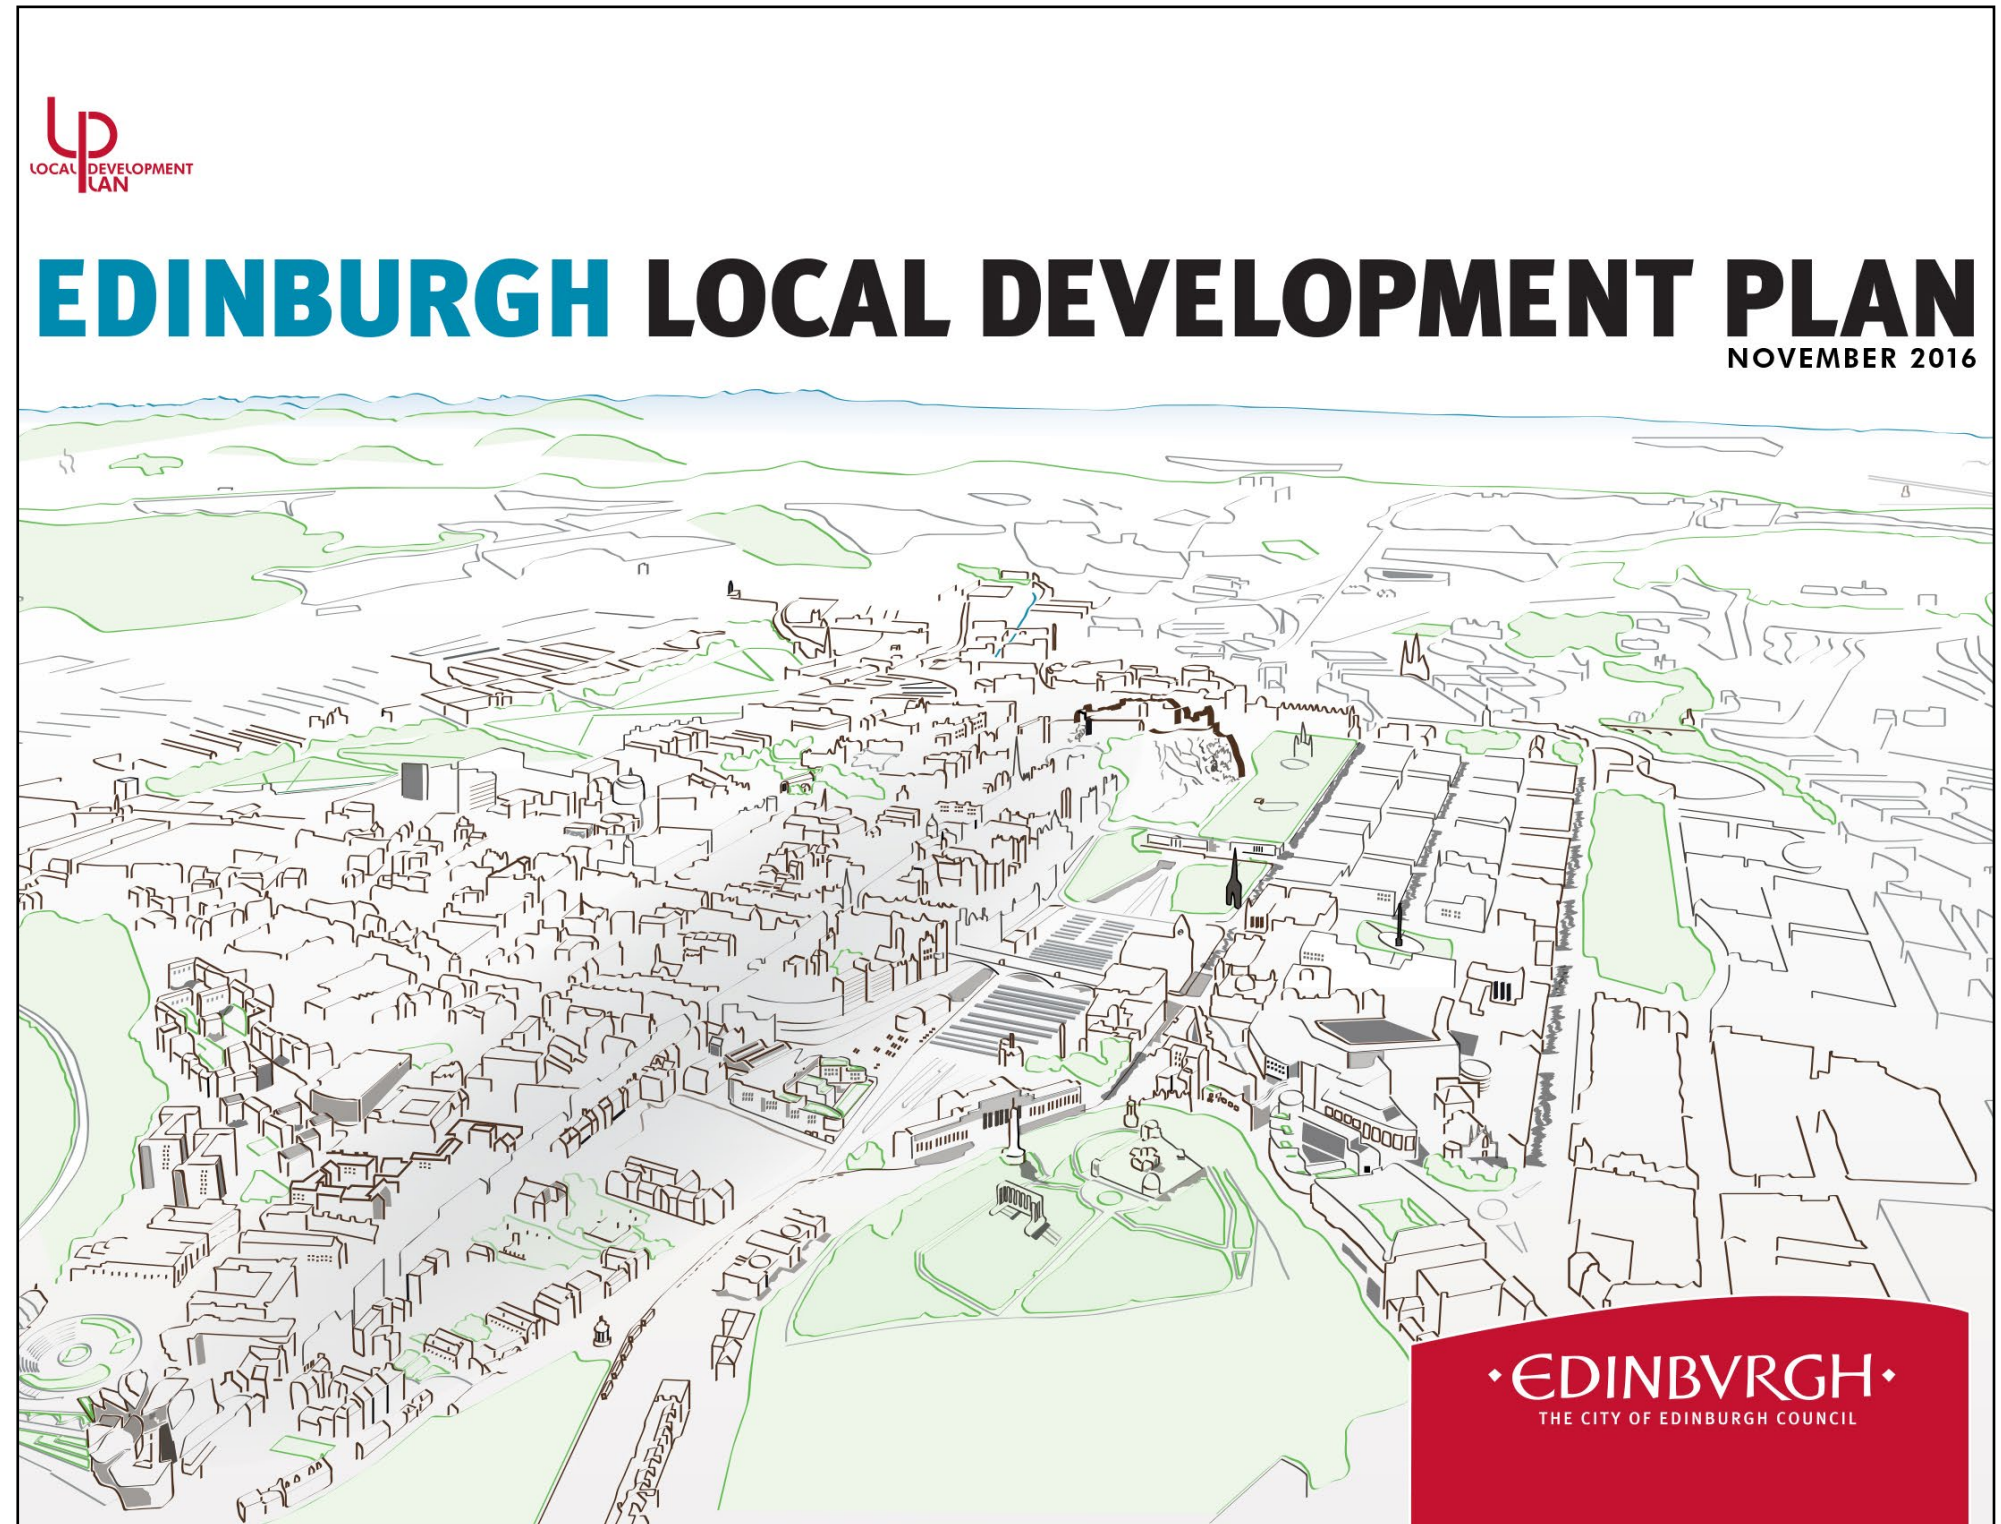 LOCAL DEVELOPMENT
PLAN
EDINBURGH LOCAL DEVELOPMENT PLAN
NOVEMBER 2016
·EDINBVRGH·
THE CITY OF EDINBURGH COUNCIL